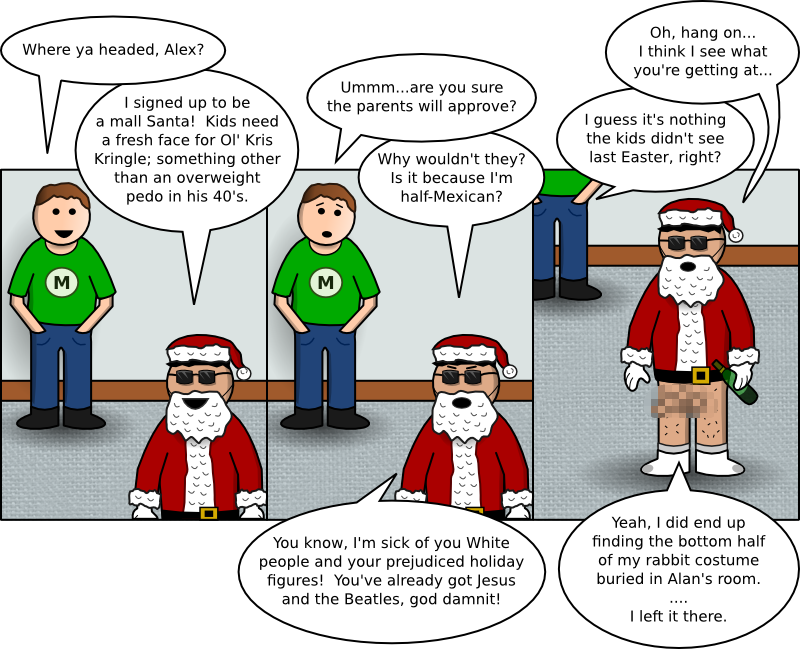 Where ya headed, Alex?
I signed up to be
a mall Santa!  Kids need
a fresh face for Ol' Kris
Kringle; something other
than an overweight
pedo in his 40's.
M
Ummm...are you sure
the parents will approve?
Why wouldn't they?
Is it because I'm
half-Mexican?
M
You know, I'm sick of you White
people and your prejudiced holiday
figures!  You've already got Jesus
and the Beatles, god damnit!
Oh, hang on...
I think I see what
you're getting at...
I guess it's nothing
the kids didn't see
last Easter, right?
Yeah, I did end up
finding the bottom half
of my rabbit costume
buried in Alan's room.
....
I left it there.